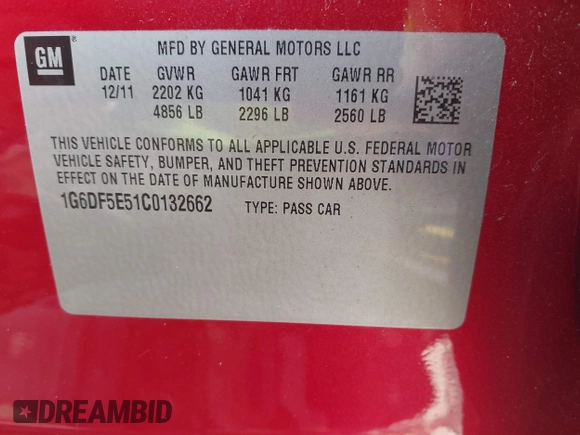 GM
MFD BY GENERAL MOTORS LLC
DATE GVWR GAWR FRT GAWR RR
12/11 2202 KG 1041 KG 1161 KG
4856 LB 2296 LB 2560 LB
THIS VEHICLE CONFORMS TO ALL APPLICABLE U.S. FEDERAL MOTOR
VEHICLE SAFETY, BUMPER, AND THEFT PREVENTION STANDARDS IN
EFFECT ON THE DATE OF MANUFACTURE SHOWN ABOVE.
1G6DF5E51C0132662 TYPE: PASS CAR
DREAMBID